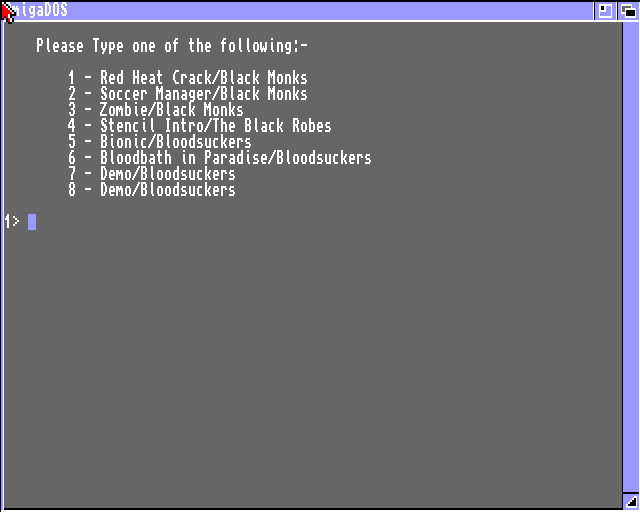 migaDOS
Please Type one of the following:-
1 - Red Heat Crack/Black Monks
2 - Soccer Manager/Black Monks
3 - Zombie/Black Monks
4 - Stencil Intro/The Black Robes
5 - Bionic/Bloodsuckers
6 - Bloodbath in Paradise/Bloodsuckers
7 - Demo/Bloodsuckers
8 - Demo/Bloodsuckers
1>